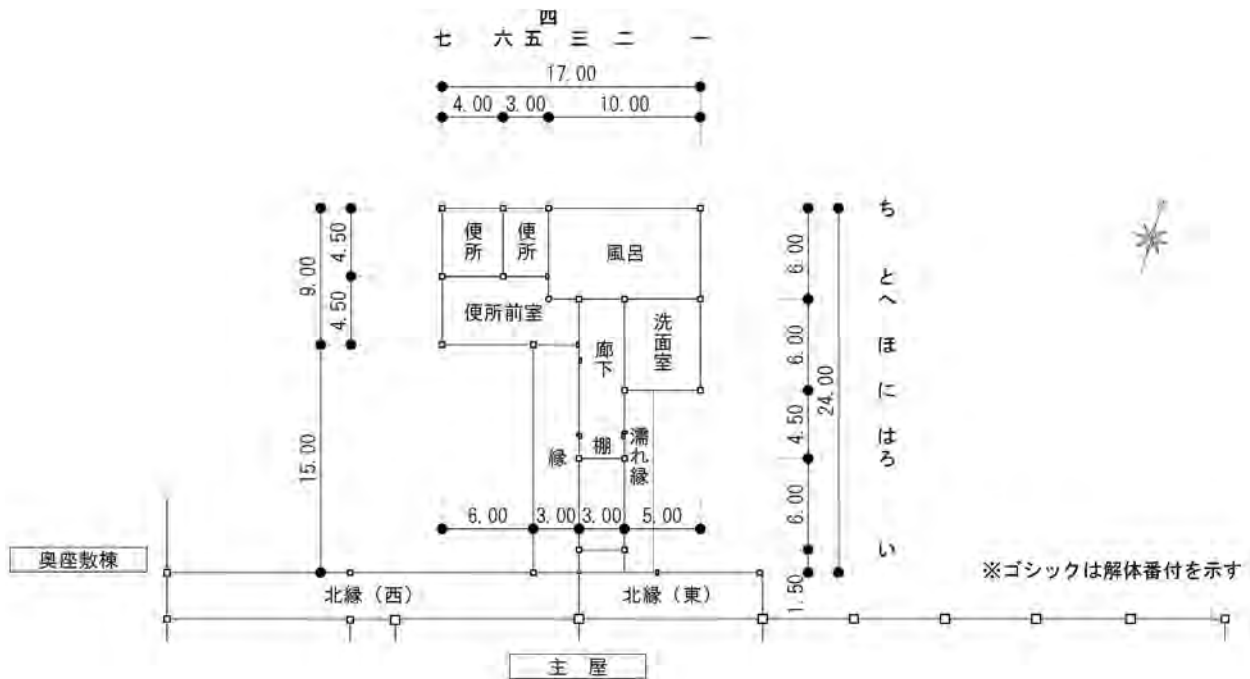 四
七 六 五 三 二 一
17.00
4.00 3.00 10.00
9.00
4.50
4.50
15.00
便所
便所
風呂
便所前室
洗面室
廊下
棚
濡れ縁
縁
6.00 3.00 3.00 5.00
6.00
6.00
4.50
6.00
1.50
24.00
ち
と
へ
ほ
に
は
ろ
い
奥座敷棟
北縁（西）
北縁（東）
主屋
※ゴシックは解体番付を示す